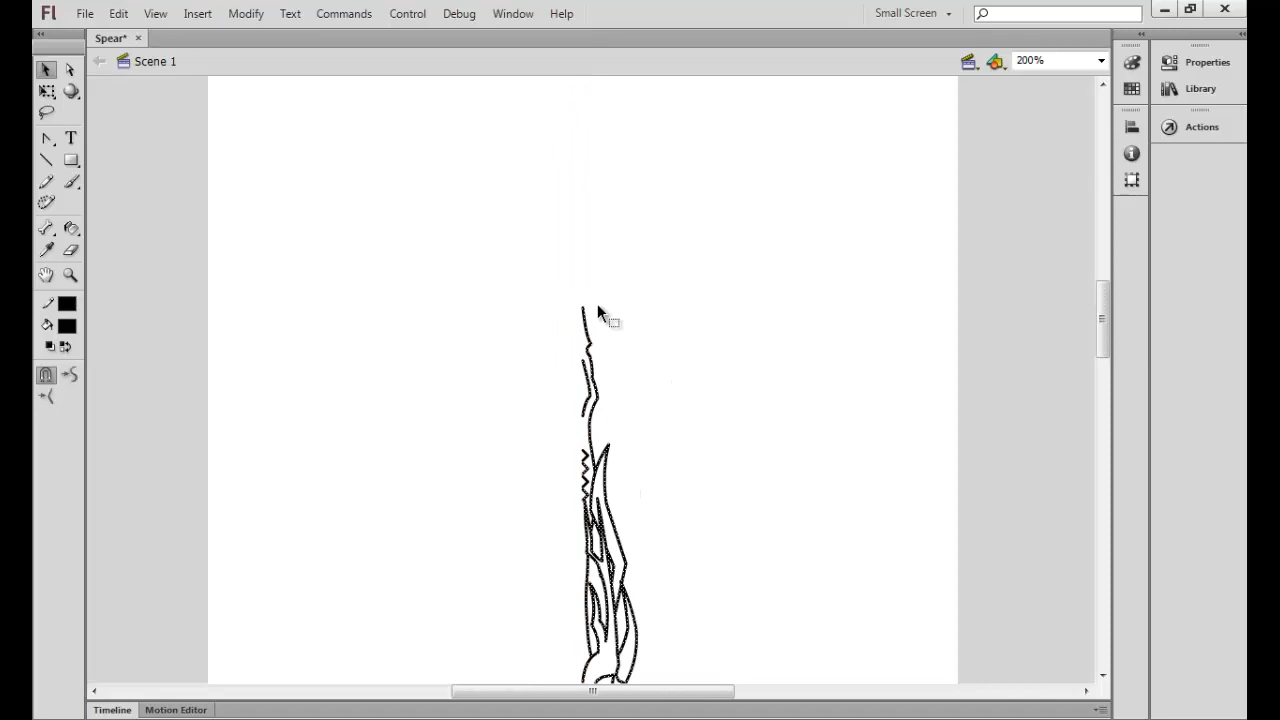 Fl File Edit View Insert Modify Text Commands Control Debug Window Help Small Screen
Spear*
Scene 1 200%
Properties
Library
Actions
T
Timeline Motion Editor